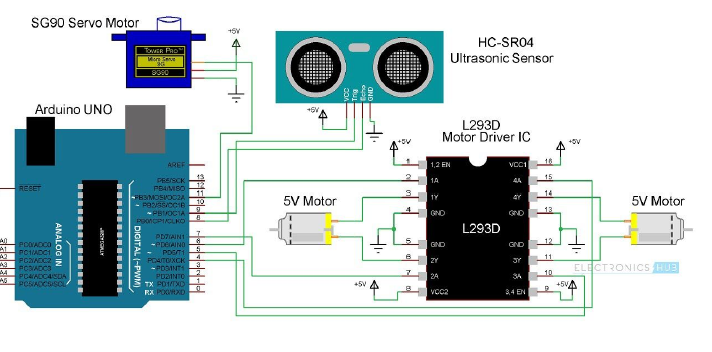 SG90 Servo Motor
+5V
TOWER PRO™
Micro Servo
9G
SG90
HC-SR04
Ultrasonic Sensor
VCC
Trig
Echo
GND
+5V
Arduino UNO
L293D
Motor Driver IC
+5V
+5V
AREF
RESET
13
12
11
10
9
8
7
6
5
4
3
2
1
0
PB5/SCK
PB4/MISO
~ PB3/MOSI/OC2A
~ PB2/SS/OC1B
~ PB1/OC1A
PB0/ICP1/CLKO
PD7/AIN1
~ PD6/AIN0
~ PD5/T1
PD4/T0/XCK
~ PD3/INT1
PD2/INT0
TX PD1/TXD
RX PD0/RXD
DIGITAL (~PWM)
ANALOG IN
A0
A1
A2
A3
A4
A5
PC0/ADC0
PC1/ADC1
PC2/ADC2
PC3/ADC3
PC4/ADC4/SDA
PC5/ADC5/SCL
5V Motor
5V Motor
1
2
3
4
5
6
7
8
1,2 EN
1A
1Y
GND
GND
2Y
2A
VCC2
L293D
VCC1
4A
4Y
GND
GND
3Y
3A
3,4 EN
16
15
14
13
12
11
10
9
+5V
+5V
ELECTRONICS HUB